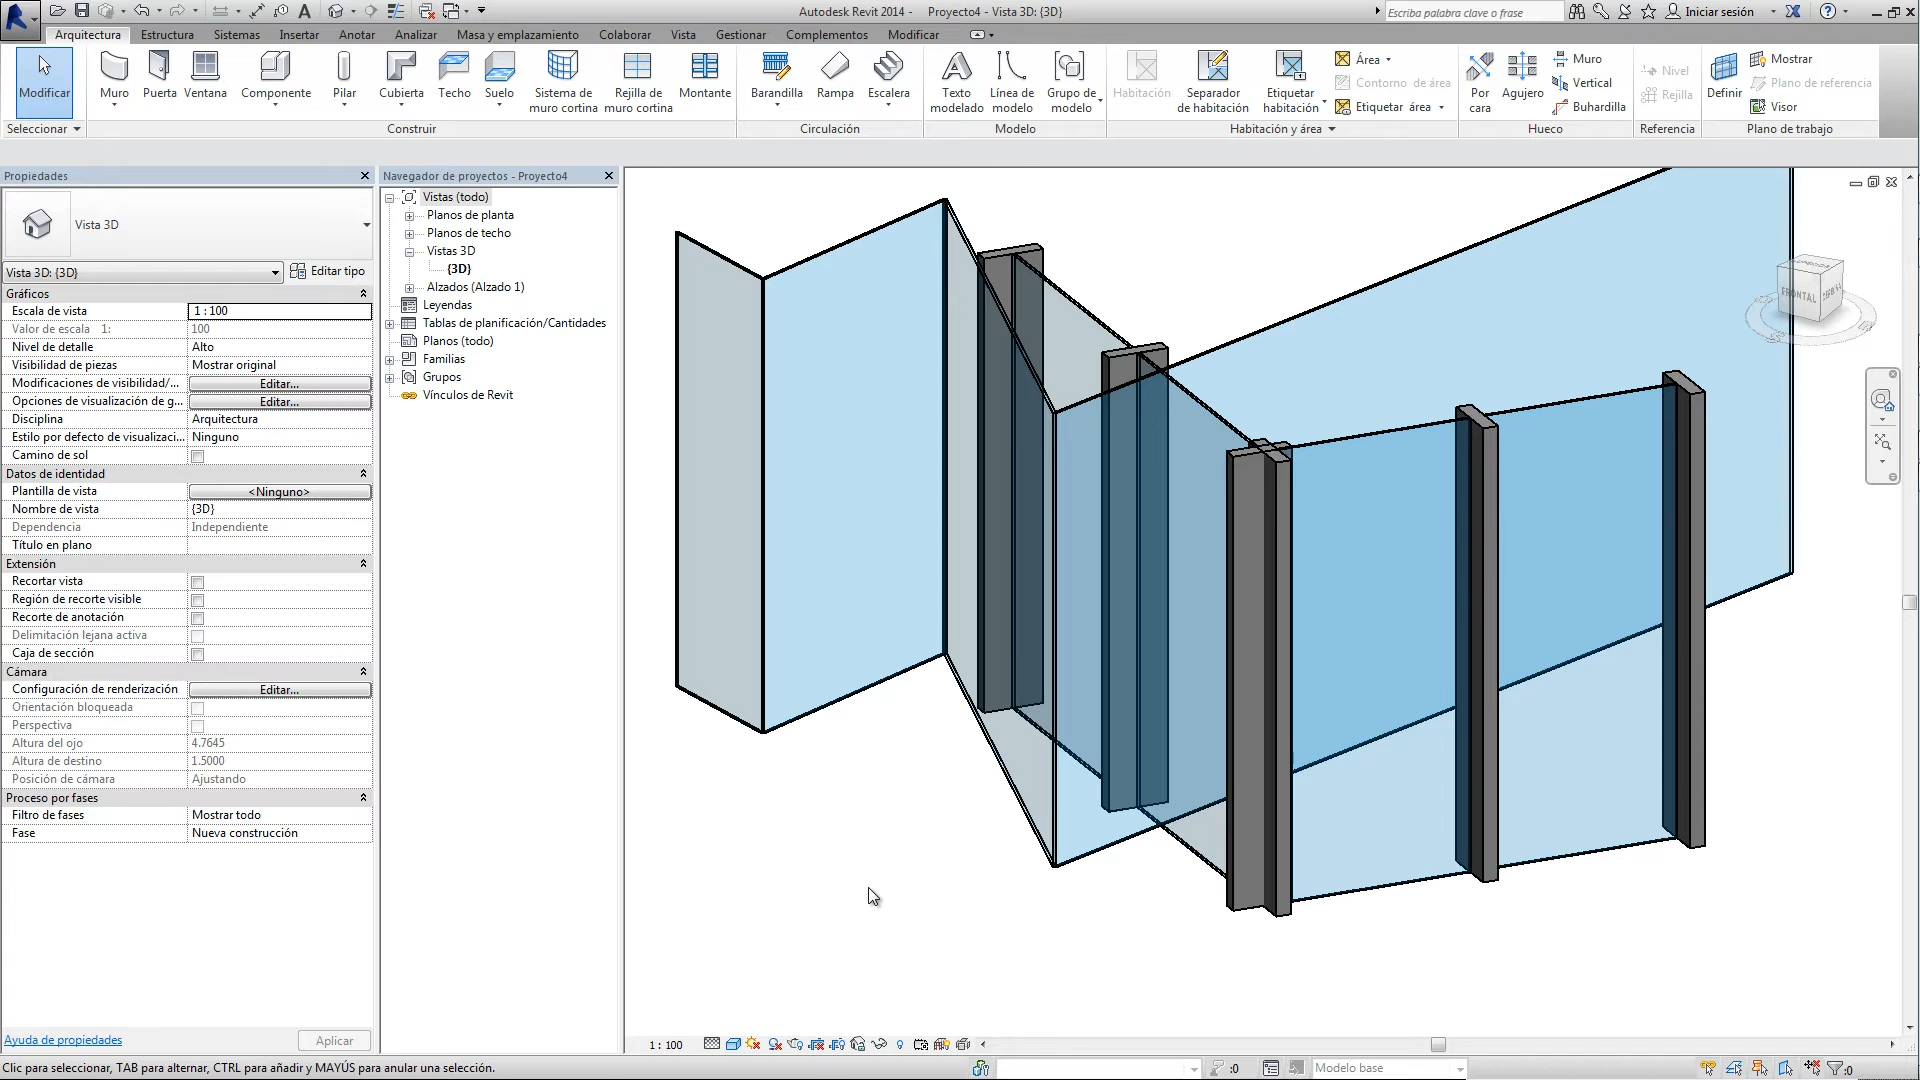 Autodesk Revit 2014 - Proyecto4 - Vista 3D: {3D}
Escriba palabra clave o frase
Iniciar sesión
Arquitectura Estructura Sistemas Insertar Anotar Analizar Masa y emplazamiento Colaborar Vista Gestionar Complementos Modificar
Modificar
Muro
Puerta
Ventana
Componente
Pilar
Cubierta
Techo
Suelo
Sistema de
muro cortina
Rejilla de
muro cortina
Montante
Barandilla
Rampa
Escalera
Texto
modelado
Línea de
modelo
Grupo de
modelo
Habitación
Separador
de habitación
Etiquetar
habitación
Área
Contorno de área
Etiquetar área
Por
cara
Agujero
Muro
Vertical
Buhardilla
Nivel
Rejilla
Definir
Mostrar
Plano de referencia
Visor
Seleccionar
Construir
Circulación
Modelo
Habitación y área
Hueco
Referencia
Plano de trabajo
Propiedades
Vista 3D
Vista 3D: {3D}
Editar tipo
Gráficos
Escala de vista 1 : 100
Valor de escala 1: 100
Nivel de detalle Alto
Visibilidad de piezas Mostrar original
Modificaciones de visibilidad/... Editar...
Opciones de visualización de g... Editar...
Disciplina Arquitectura
Estilo por defecto de visualizaci... Ninguno
Camino de sol
Datos de identidad
Plantilla de vista <Ninguno>
Nombre de vista {3D}
Dependencia Independiente
Título en plano
Extensión
Recortar vista
Región de recorte visible
Recorte de anotación
Delimitación lejana activa
Caja de sección
Cámara
Configuración de renderización Editar...
Orientación bloqueada
Perspectiva
Altura del ojo 4.7645
Altura de destino 1.5000
Posición de cámara Ajustando
Proceso por fases
Filtro de fases Mostrar todo
Fase Nueva construcción
Ayuda de propiedades
Aplicar
Navegador de proyectos - Proyecto4
Vistas (todo)
Planos de planta
Planos de techo
Vistas 3D
{3D}
Alzados (Alzado 1)
Leyendas
Tablas de planificación/Cantidades
Planos (todo)
Familias
Grupos
Vínculos de Revit
FRONTAL
1 : 100
Clic para seleccionar, TAB para alternar, CTRL para añadir y MAYÚS para anular una selección.
:0
Modelo base
:0